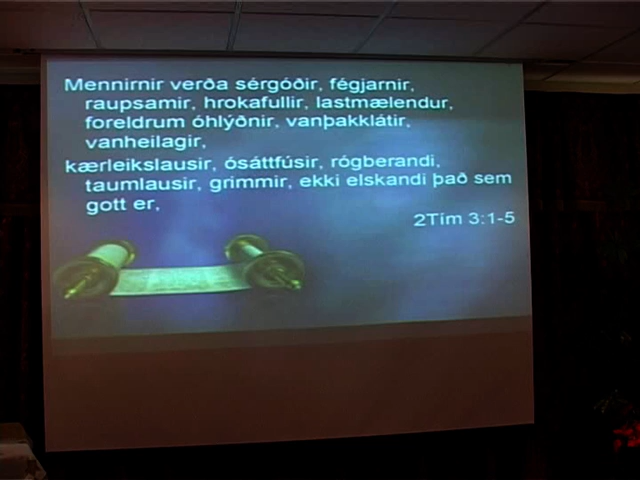 Mennirnir verða sérgóðir, fégjarnir,
raupsamir, hrokafullir, lastmælendur,
foreldrum óhlýðnir, vanþakklátir,
vanheilagir,
kærleikslausir, ósáttfúsir, rógberandi,
taumlausir, grimmir, ekki elskandi það sem
gott er,
2Tím 3:1-5